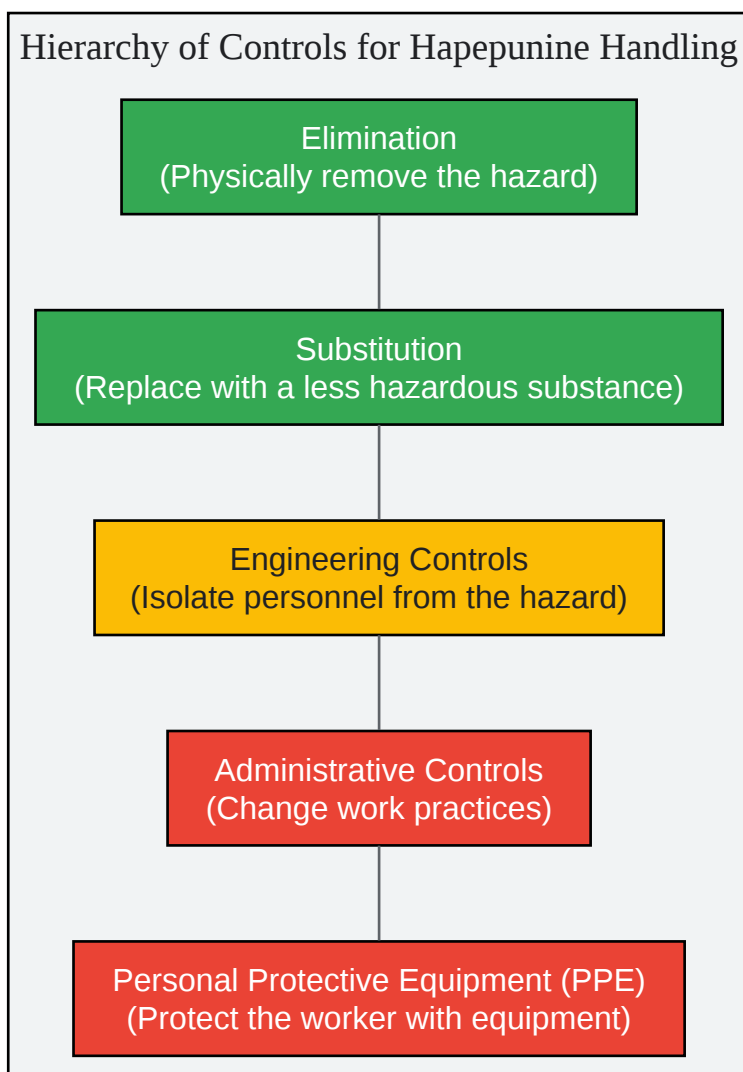 Hierarchy of Controls for Hapepunine Handling
Elimination
(Physically remove the hazard)
Substitution
(Replace with a less hazardous substance)
Engineering Controls
(Isolate personnel from the hazard)
Administrative Controls
(Change work practices)
Personal Protective Equipment (PPE)
(Protect the worker with equipment)